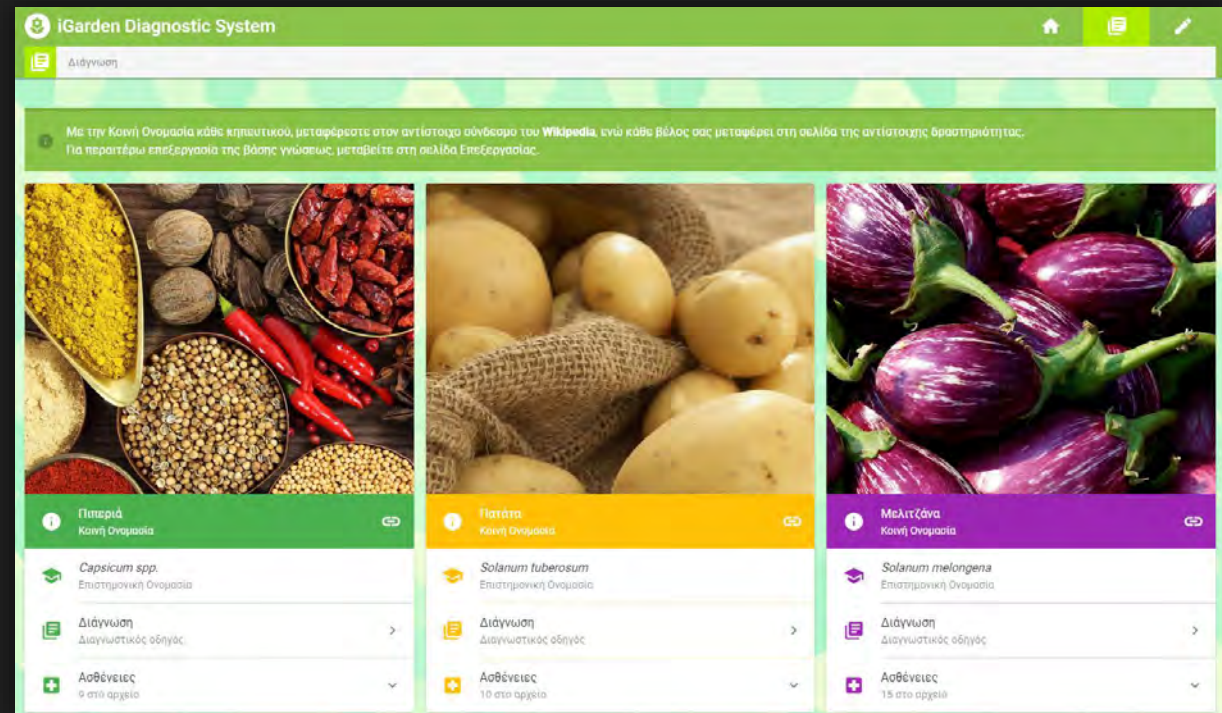 iGarden Diagnostic System
Διάγνωση
Με την Κοινή Ονομασία κάθε κηπευτικού, μεταφέρεστε στον αντίστοιχο σύνδεσμο του Wikipedia, ενώ κάθε βέλος σας μεταφέρει στη σελίδα της αντίστοιχης δραστηριότητας.
Για περαιτέρω επεξεργασία της βάσης γνώσεως, μεταβείτε στη σελίδα Επεξεργασίας.
Πιπεριά
Κοινή Ονομασία
Capsicum spp.
Επιστημονική Ονομασία
Διάγνωση
Διαγνωστικός οδηγός
Ασθένειες
9 στο αρχείο
Πατάτα
Κοινή Ονομασία
Solanum tuberosum
Επιστημονική Ονομασία
Διάγνωση
Διαγνωστικός οδηγός
Ασθένειες
10 στο αρχείο
Μελιτζάνα
Κοινή Ονομασία
Solanum melongena
Επιστημονική Ονομασία
Διάγνωση
Διαγνωστικός οδηγός
Ασθένειες
15 στο αρχείο